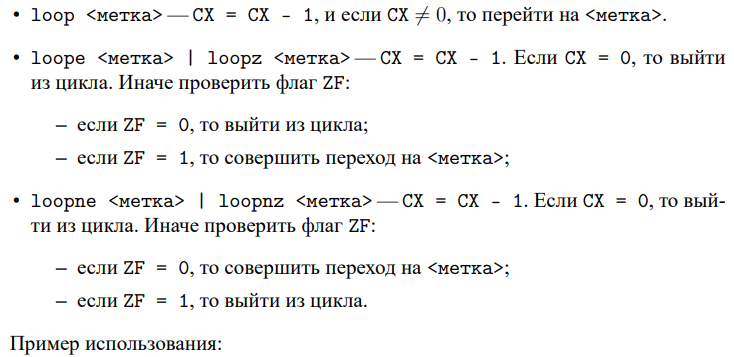 • loop <метка> — CX = CX - 1, и если CX ≠ 0, то перейти на <метка>.
• loope <метка> | loopz <метка> — CX = CX - 1. Если CX = 0, то выйти
из цикла. Иначе проверить флаг ZF:
– если ZF = 0, то выйти из цикла;
– если ZF = 1, то совершить переход на <метка>;
• loopne <метка> | loopnz <метка> — CX = CX - 1. Если CX = 0, то вый-
ти из цикла. Иначе проверить флаг ZF:
– если ZF = 0, то совершить переход на <метка>;
– если ZF = 1, то выйти из цикла.
Пример использования: